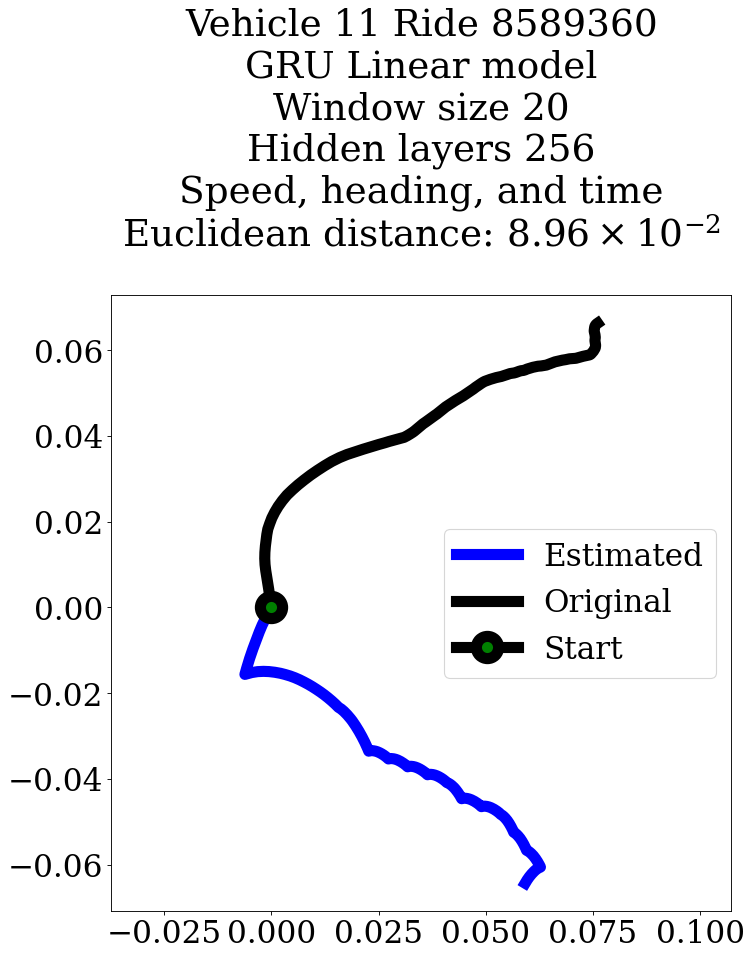 Vehicle 11 Ride 8589360
GRU Linear model
Window size 20
Hidden layers 256
Speed, heading, and time
Euclidean distance: 8.96 × 10⁻²
0.06
0.04
0.02
0.00
−0.02
−0.04
−0.06
Estimated
Original
Start
−0.025 0.000 0.025 0.050 0.075 0.100